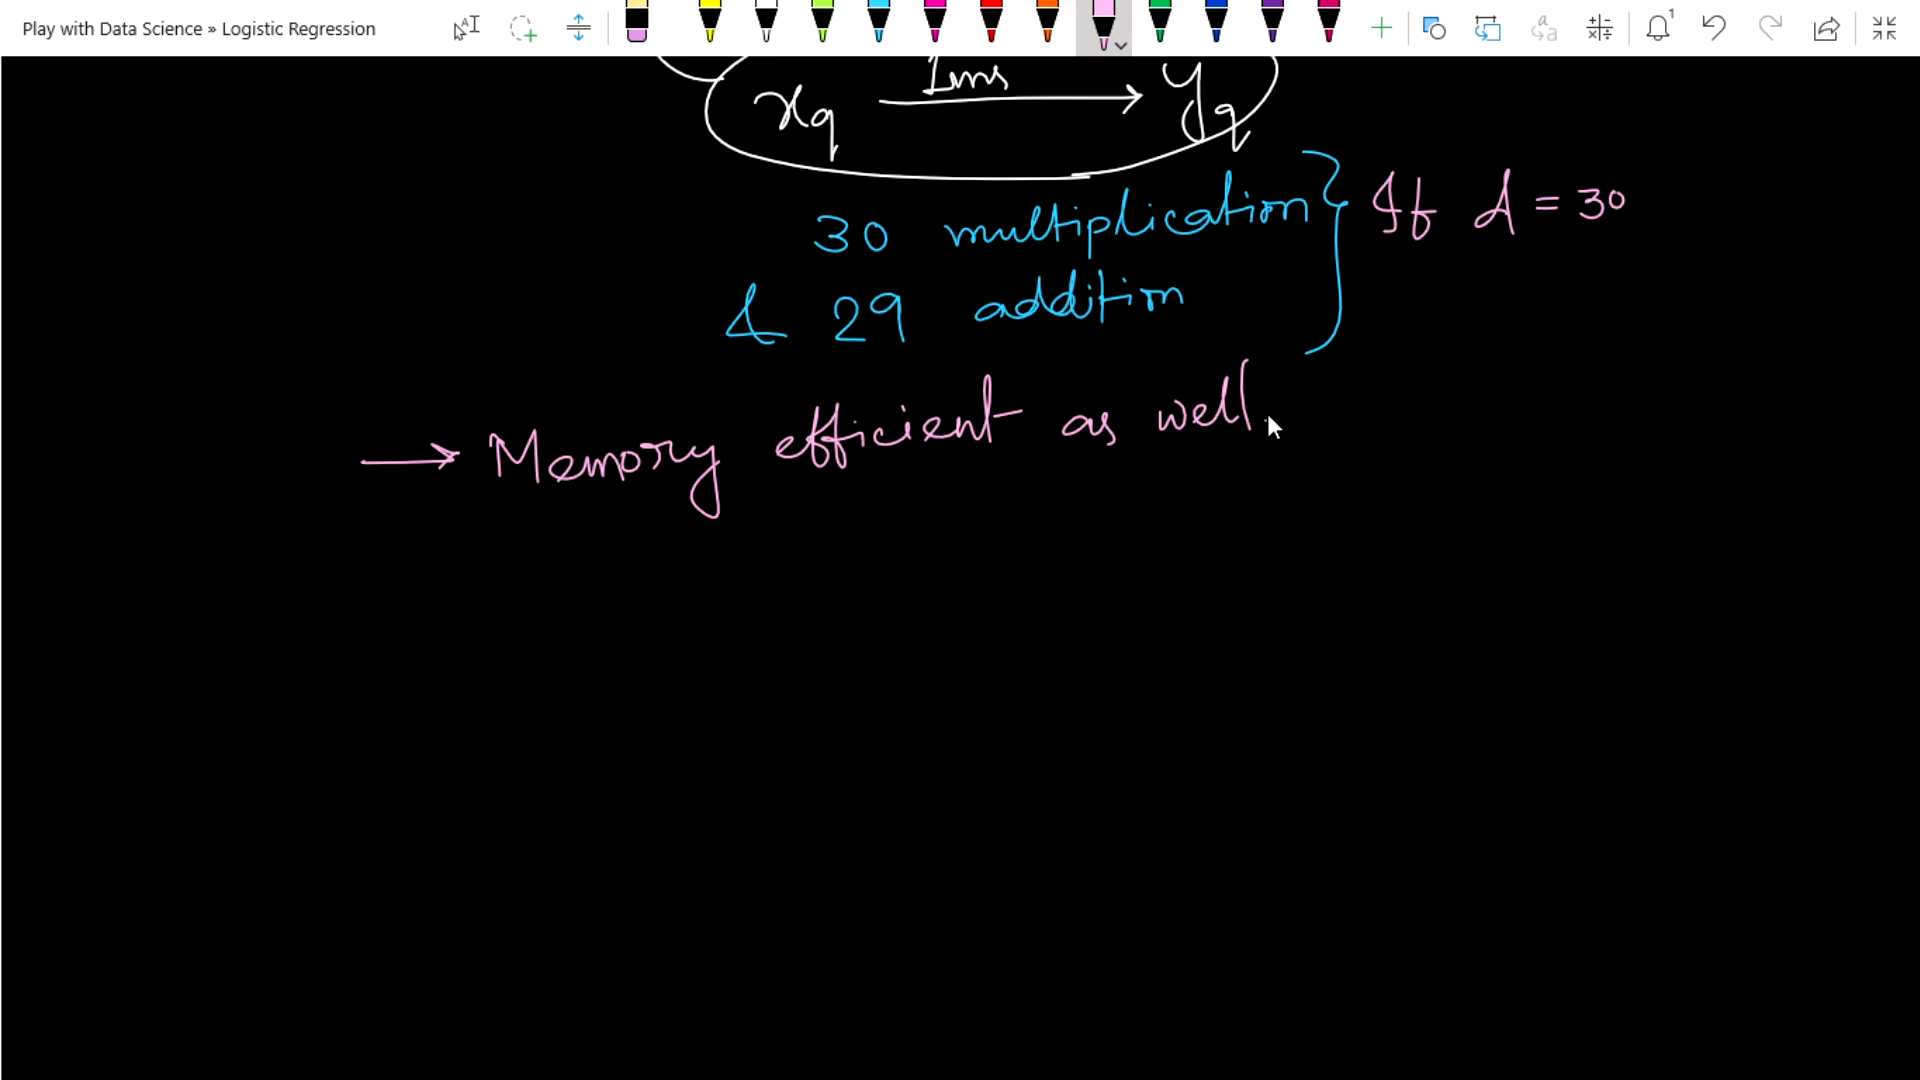 Play with Data Science » Logistic Regression
1
xq 1ms yq
30 multiplication If d = 30
& 29 addition
→ Memory efficient as well.